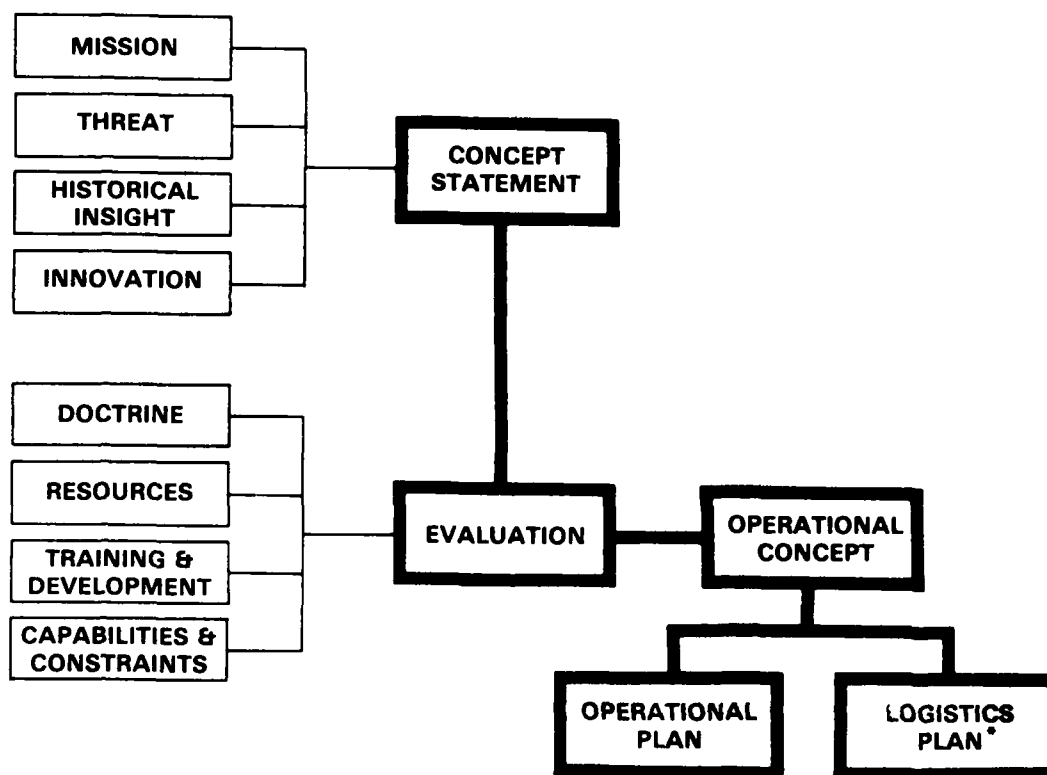 MISSION
THREAT
HISTORICAL
INSIGHT
INNOVATION
CONCEPT
STATEMENT
DOCTRINE
RESOURCES
TRAINING &
DEVELOPMENT
CAPABILITIES &
CONSTRAINTS
EVALUATION
OPERATIONAL
CONCEPT
OPERATIONAL
PLAN
LOGISTICS
PLAN*